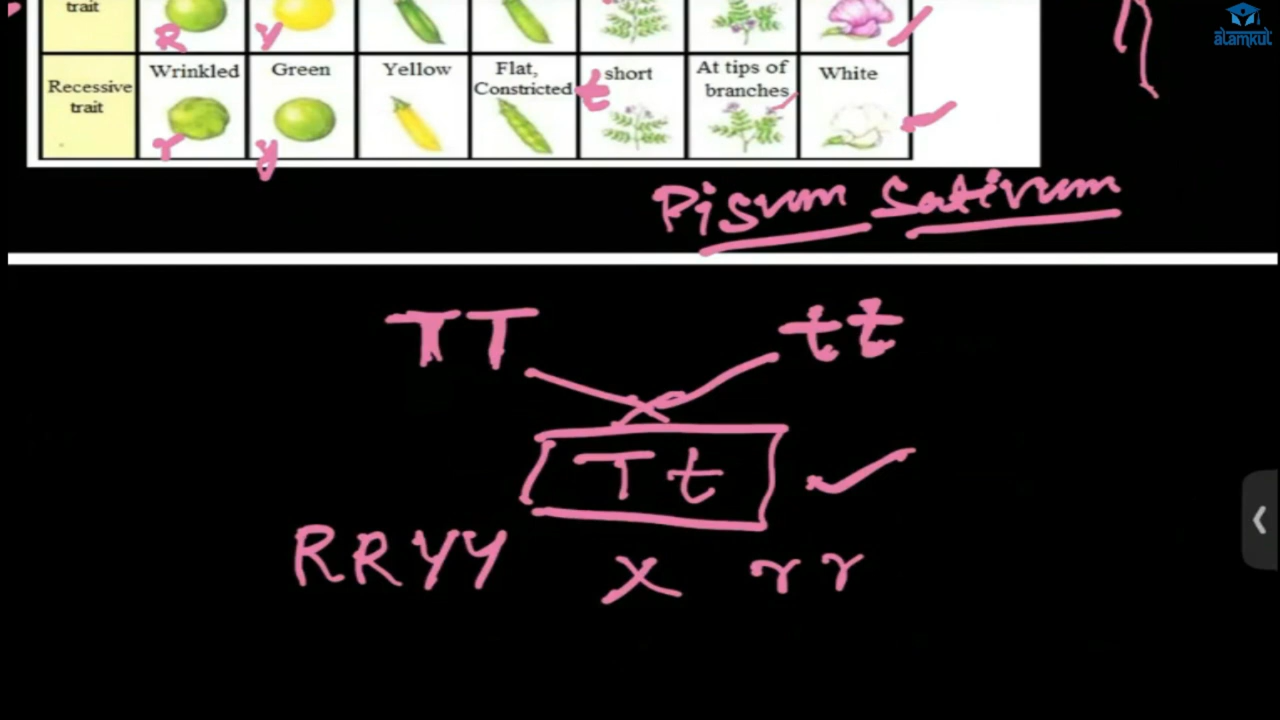 trait
R
y
alamkul
Recessive trait
Wrinkled
Green
Yellow
Flat, Constricted
short
At tips of branches
White
t
r
y
Pisum Sativum
TT tt
Tt
RRYY X rr